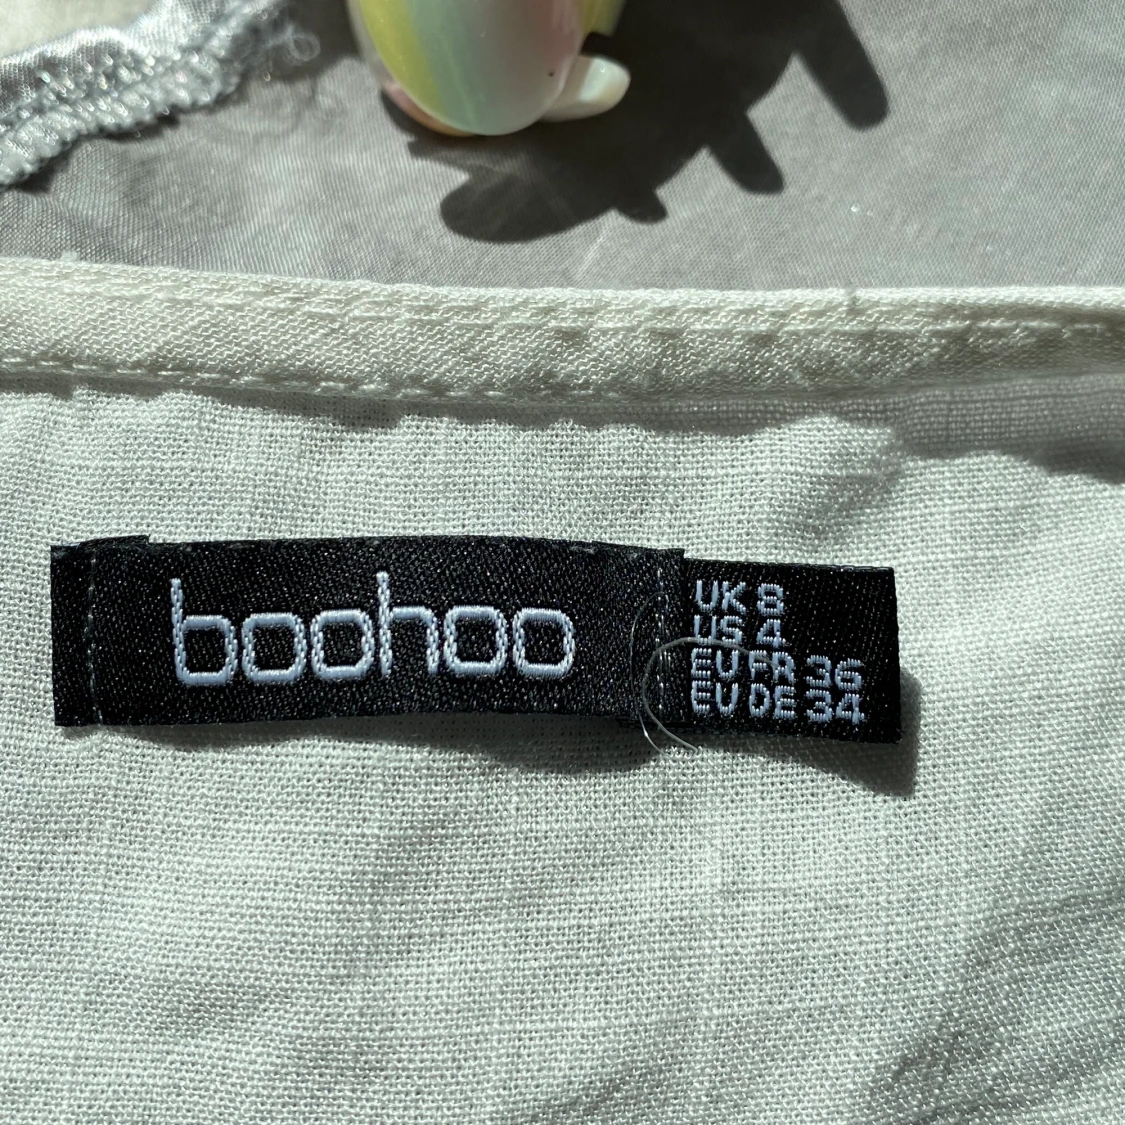 boohoo
UK 8
US 4
EU FR 36
EU DE 34